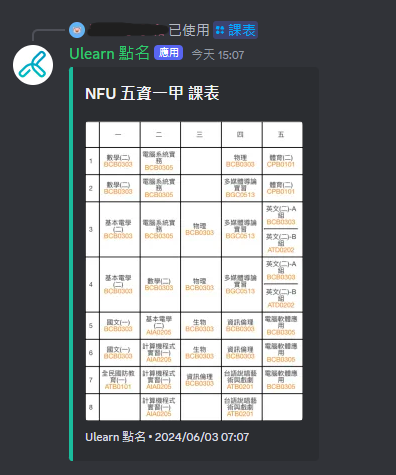 已使用 課表
Ulearn 點名 應用 今天 15:07
NFU 五資一甲 課表
一 二 三 四 五
1 數學(二) BCB0303 電腦系統實務 BCB0305 物理 BCB0303 體育(二) CPB0101
2 數學(二) BCB0303 電腦系統實務 BCB0305 多媒體導論實習 BGC0513 體育(二) CPB0101
3 基本電學(二) BCB0303 電腦系統實務 BCB0305 物理 BCB0303 多媒體導論實習 BGC0513 英文(二)-A組 BCB0303 英文(二)-B組 ATD0202
4 基本電學(二) BCB0303 數學(二) BCB0303 物理 BCB0303 多媒體導論實習 BGC0513 英文(二)-A組 BCB0303 英文(二)-B組 ATD0202
5 國文(二) BCB0303 基本電學(二) AIA0205 生物 BCB0303 資訊倫理 BCB0303 電腦軟體應用 BCB0305
6 國文(二) BCB0303 計算機程式實習(一) AIA0205 生物 BCB0303 資訊倫理 BCB0303 電腦軟體應用 BCB0305
7 全民國防教育(一) ATB0101 計算機程式實習(一) AIA0205 資訊倫理 BCB0303 台語說唱藝術與戲劇 ATB0201 電腦軟體應用 BCB0305
8 計算機程式實習(一) AIA0205 台語說唱藝術與戲劇 ATB0201
Ulearn 點名 • 2024/06/03 07:07